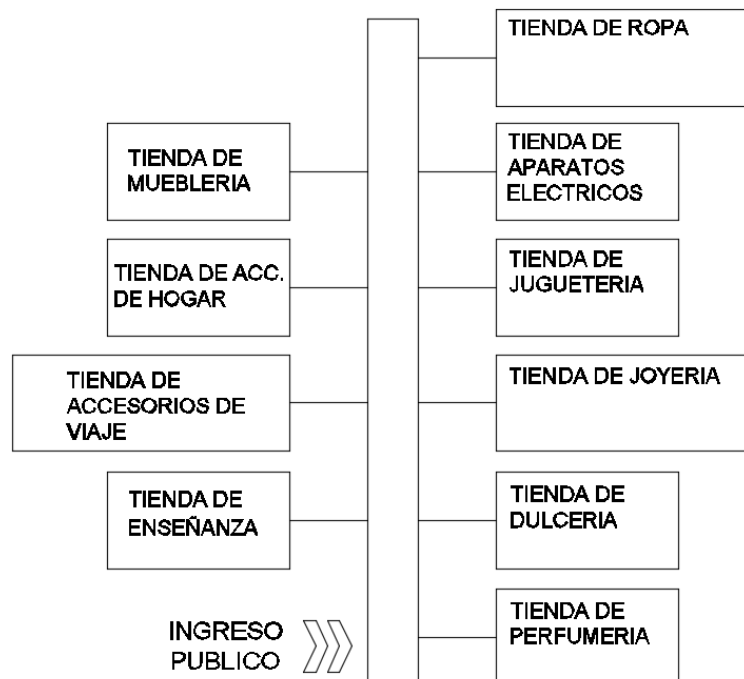 TIENDA DE ROPA
TIENDA DE
MUEBLERIA
TIENDA DE
APARATOS
ELECTRICOS
TIENDA DE ACC.
DE HOGAR
TIENDA DE
JUGUETERIA
TIENDA DE
ACCESORIOS DE
VIAJE
TIENDA DE JOYERIA
TIENDA DE
ENSEÑANZA
TIENDA DE
DULCERIA
INGRESO
PUBLICO
TIENDA DE
PERFUMERIA